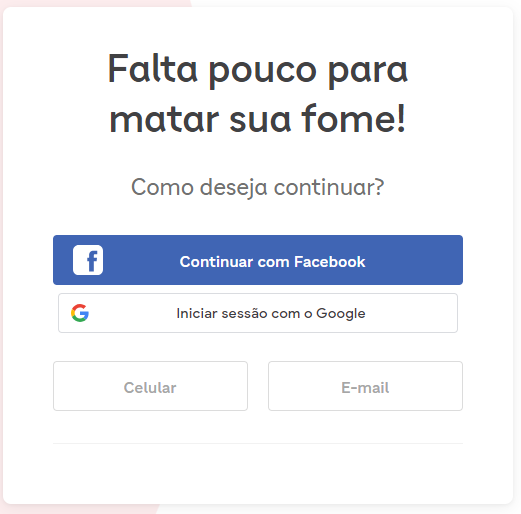 Falta pouco para
matar sua fome!
Como deseja continuar?
Continuar com Facebook
Iniciar sessão com o Google
Celular
E-mail